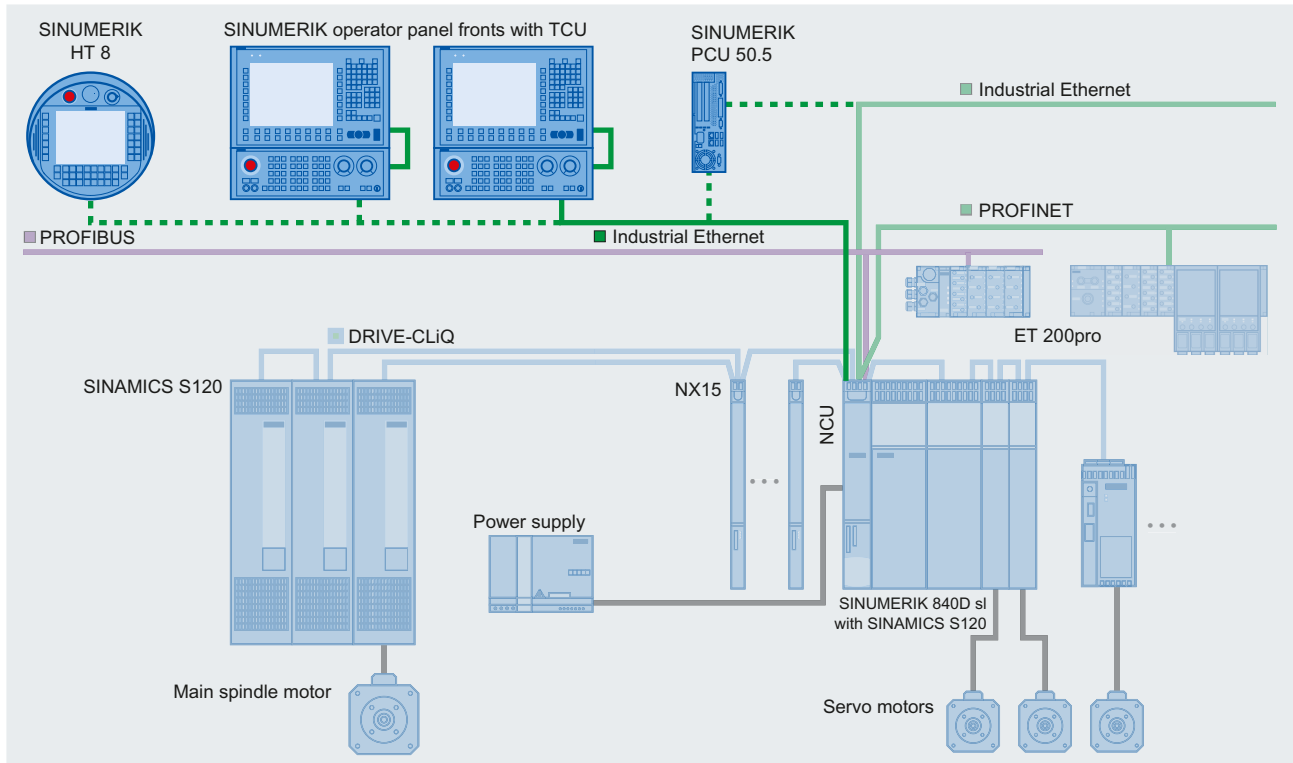 SINUMERIK
HT 8
SINUMERIK operator panel fronts with TCU
SINUMERIK
PCU 50.5
Industrial Ethernet
PROFINET
PROFIBUS
Industrial Ethernet
ET 200pro
DRIVE-CLiQ
SINAMICS S120
NX15
NCU
Power supply
SINUMERIK 840D sl
with SINAMICS S120
Main spindle motor
Servo motors